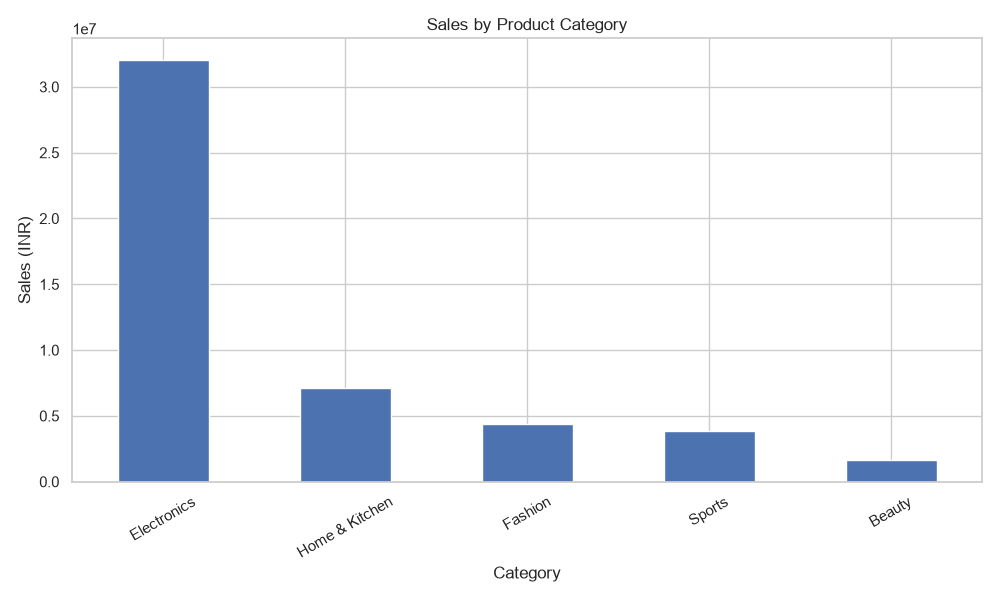 Sales by Product Category
1e7
3.0
2.5
2.0
1.5
1.0
0.5
0.0
Sales (INR)
Electronics
Home & Kitchen
Fashion
Sports
Beauty
Category